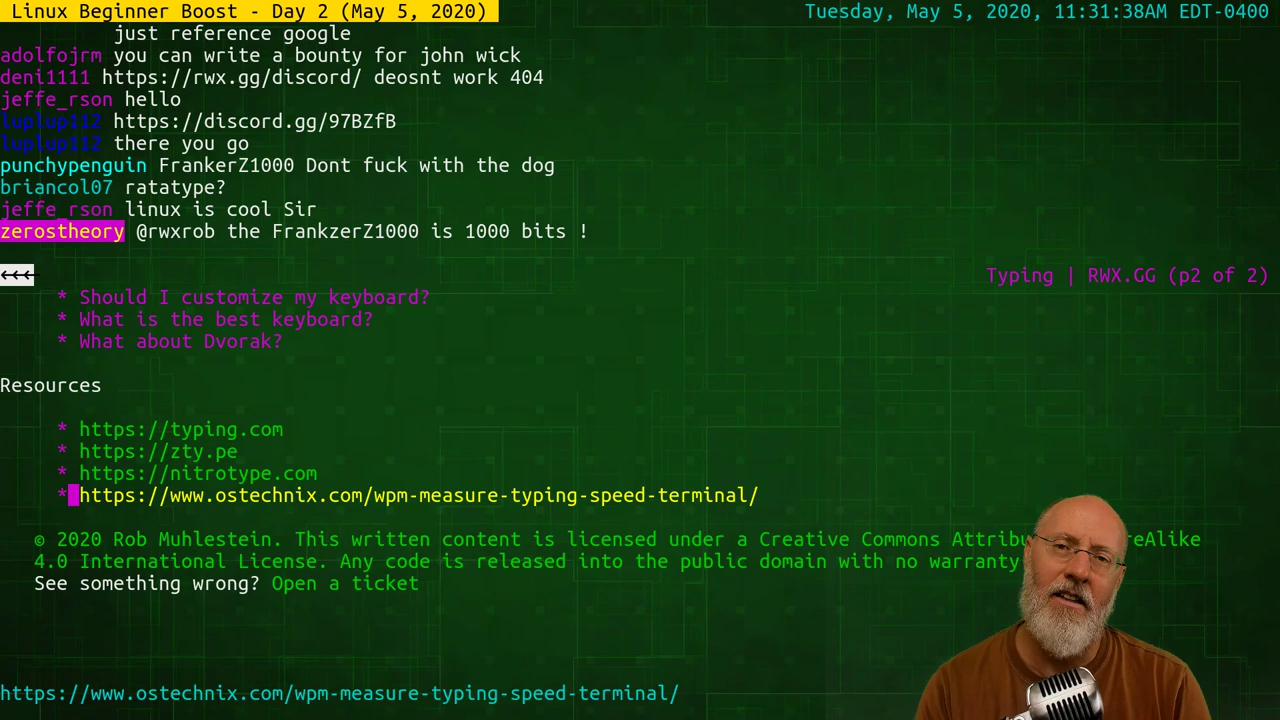 Linux Beginner Boost - Day 2 (May 5, 2020)
Tuesday, May 5, 2020, 11:31:38AM EDT-0400
just reference google
adolfojrm you can write a bounty for john wick
deni1111 https://rwx.gg/discord/ deosnt work 404
jeffe_rson hello
luplup112 https://discord.gg/97BZfB
luplup112 there you go
punchypenguin FrankerZ1000 Dont fuck with the dog
briancol07 ratatype?
jeffe_rson linux is cool Sir
zerostheory @rwxrob the FrankzerZ1000 is 1000 bits !
←←←
Typing | RWX.GG (p2 of 2)
* Should I customize my keyboard?
* What is the best keyboard?
* What about Dvorak?
Resources
* https://typing.com
* https://zty.pe
* https://nitrotype.com
* https://www.ostechnix.com/wpm-measure-typing-speed-terminal/
© 2020 Rob Muhlestein. This written content is licensed under a Creative Commons Attribu reAlike
4.0 International License. Any code is released into the public domain with no warranty
See something wrong? Open a ticket
https://www.ostechnix.com/wpm-measure-typing-speed-terminal/